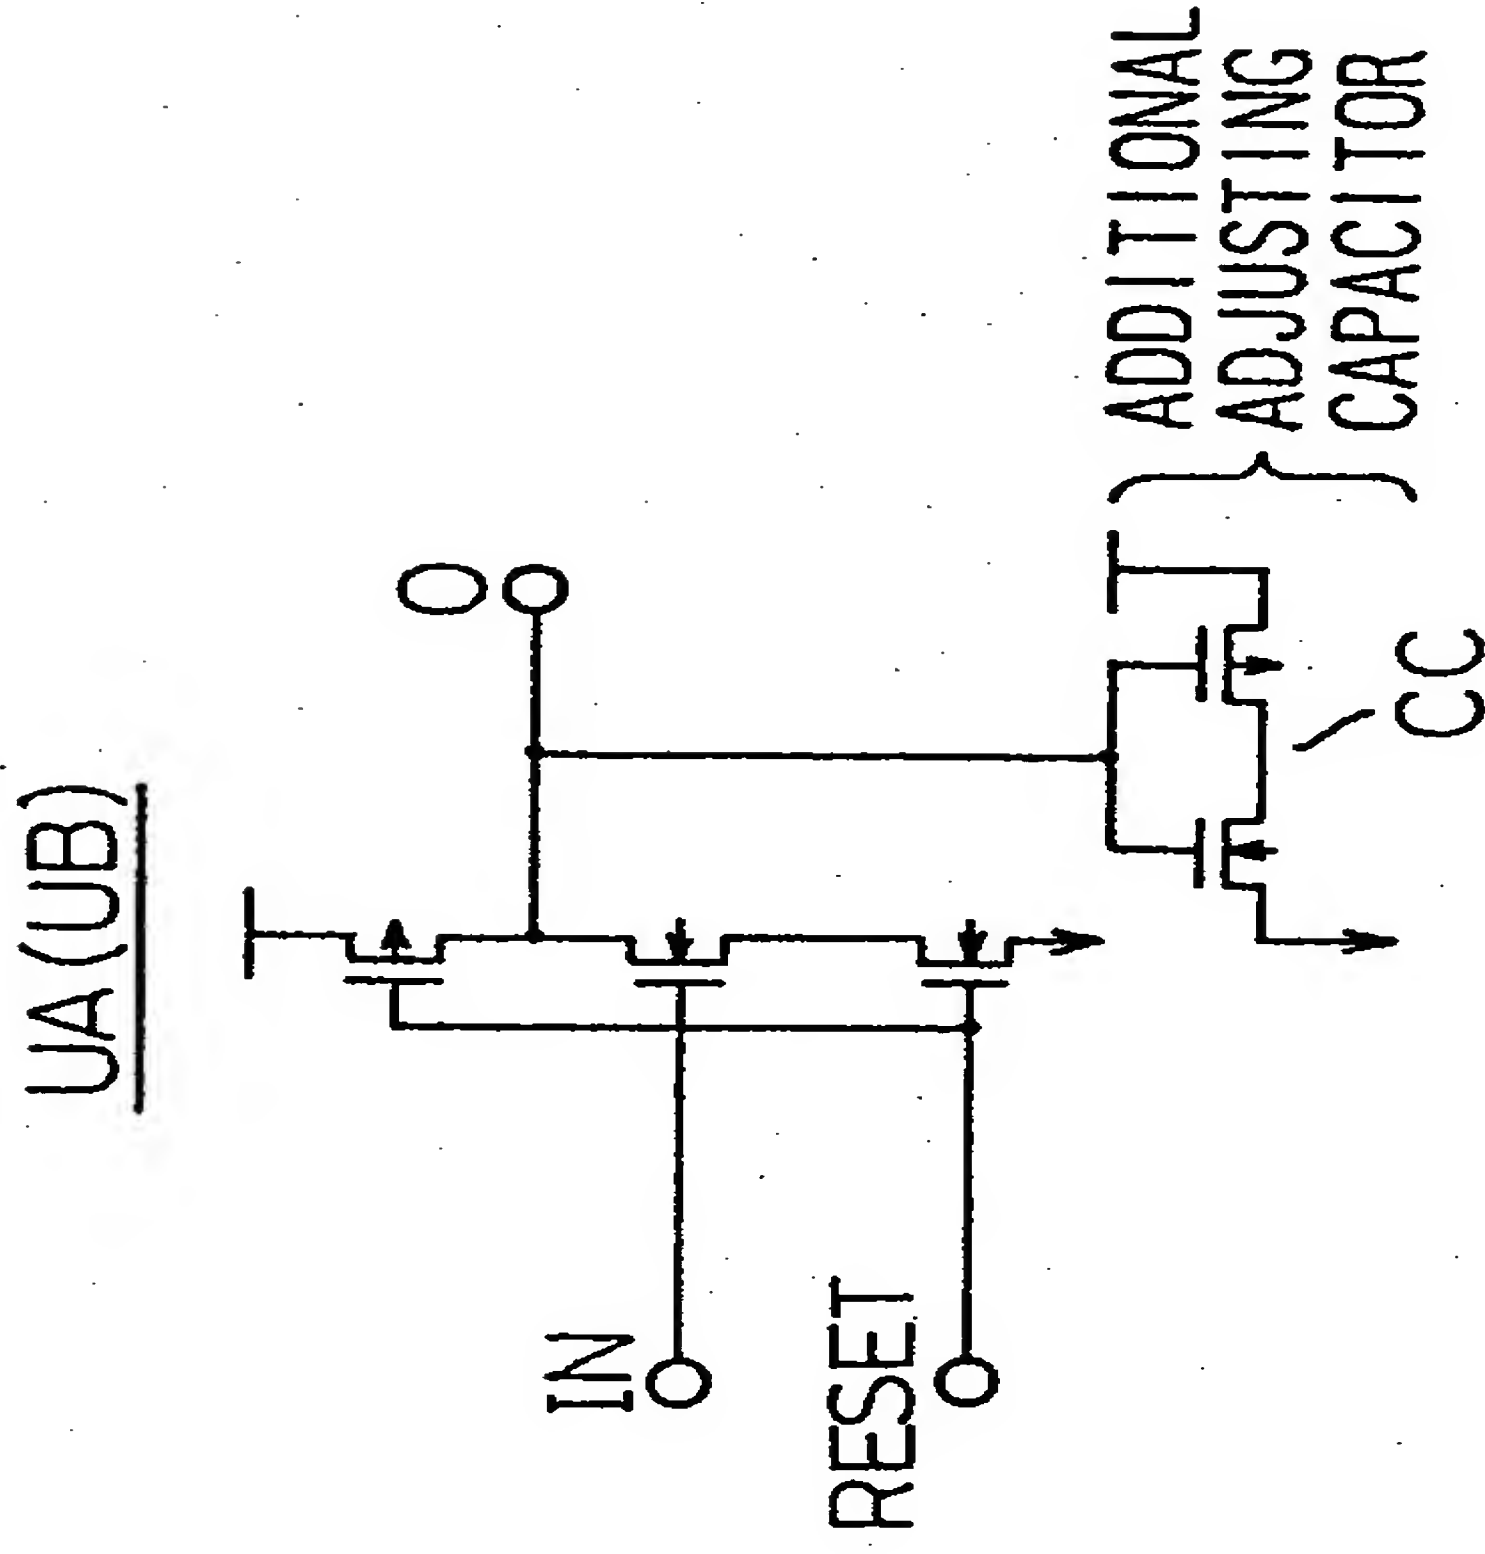 UA(UB)
IN
RESET
O
CC
ADDITIONAL
ADJUSTING
CAPACITOR